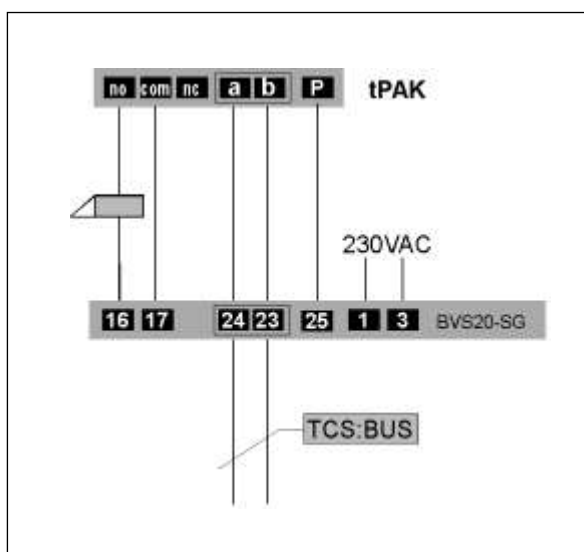 no com nc a b P tPAK
230VAC
16 17 24 23 25 1 3 BVS20-SG
TCS:BUS